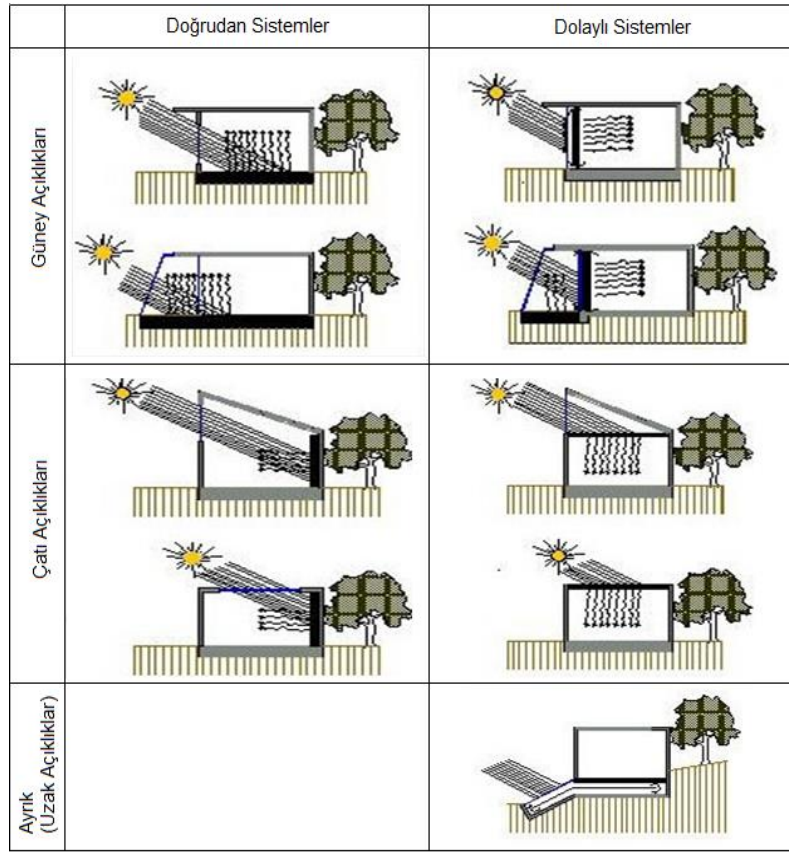 Doğrudan Sistemler
Dolaylı Sistemler
Güney Açıklıkları
Çatı Açıklıkları
Ayrık
(Uzak Açıklıklar)